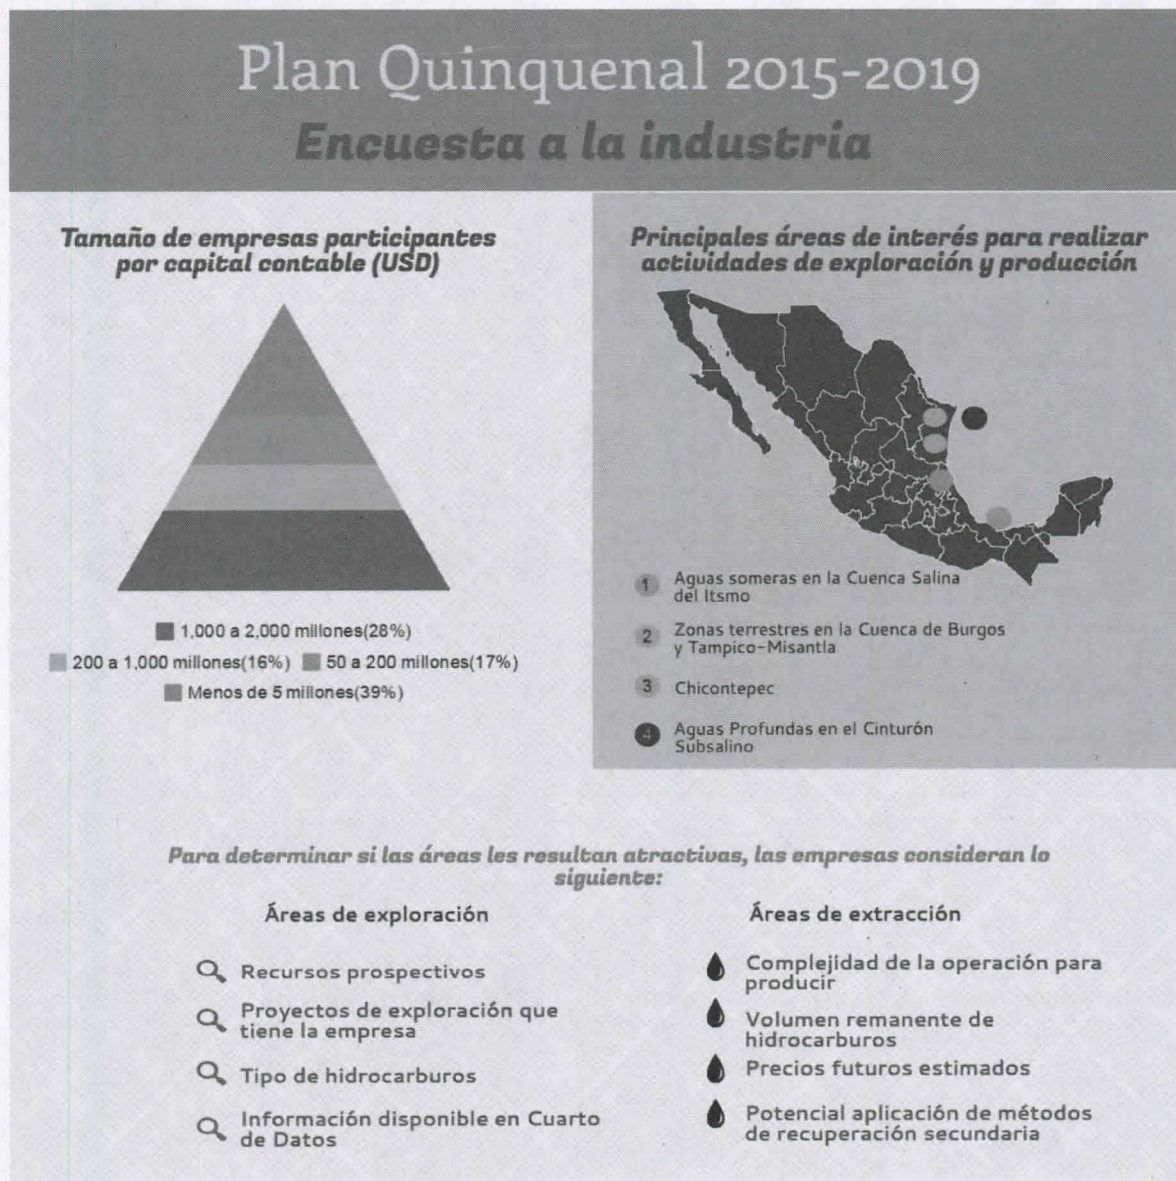 Plan Quinquenal 2015-2019
Encuesta a la industria
Tamaño de empresas participantes
por capital contable (USD)
1,000 a 2,000 millones(28%)
200 a 1,000 millones(16%) 50 a 200 millones(17%)
Menos de 5 millones(39%)
Principales áreas de interés para realizar
actividades de exploración y producción
1 Aguas someras en la Cuenca Salina
del Itsmo
2 Zonas terrestres en la Cuenca de Burgos
y Tampico-Misantla
3 Chicontepec
4 Aguas Profundas en el Cinturón
Subsalino
Para determinar si las áreas les resultan atractivas, las empresas consideran lo
siguiente:
Áreas de exploración
Recursos prospectivos
Proyectos de exploración que
tiene la empresa
Tipo de hidrocarburos
Información disponible en Cuarto
de Datos
Áreas de extracción
Complejidad de la operación para
producir
Volumen remanente de
hidrocarburos
Precios futuros estimados
Potencial aplicación de métodos
de recuperación secundaria